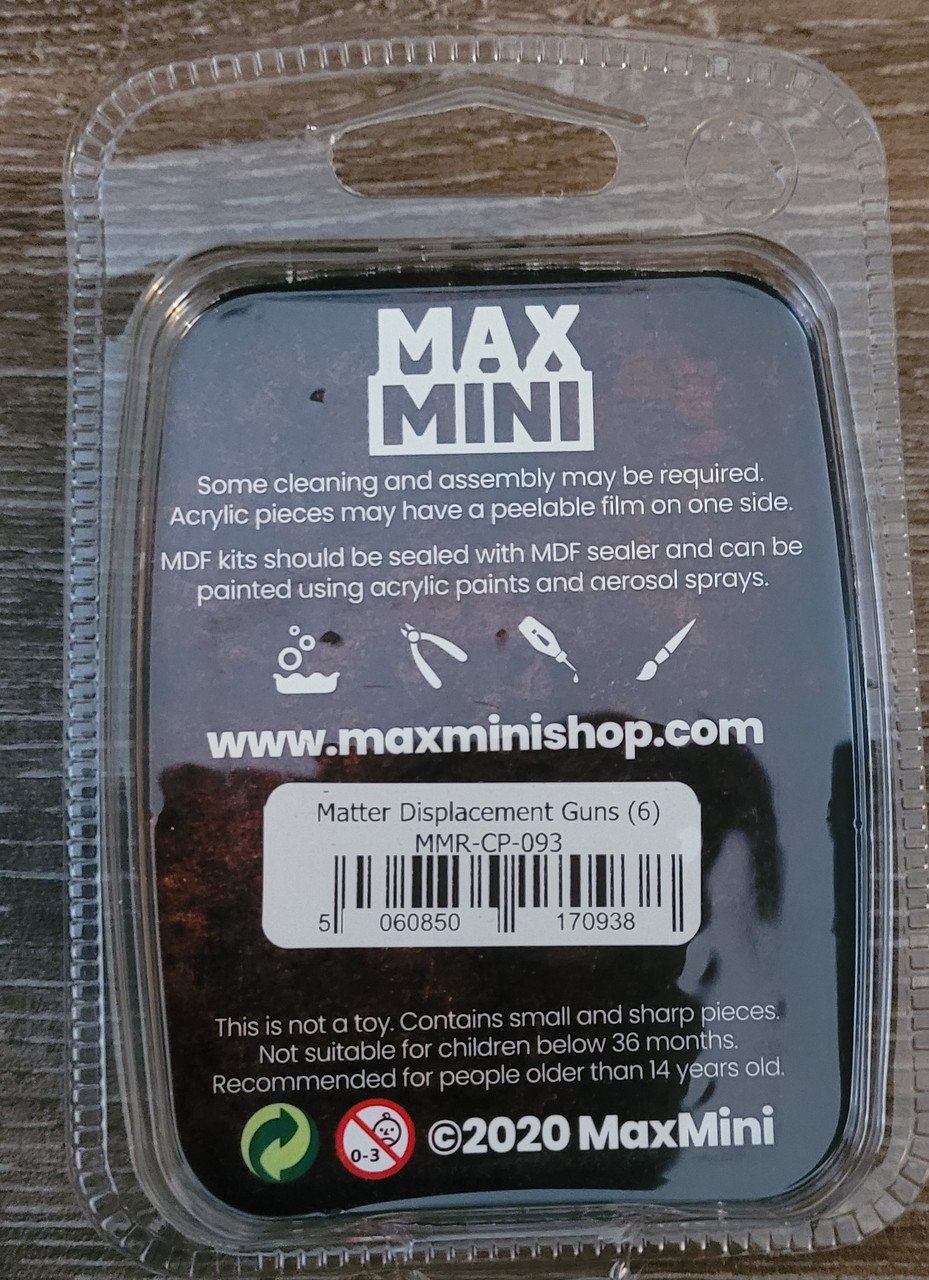 MAX
MINI
Some cleaning and assembly may be required.
Acrylic pieces may have a peelable film on one side.
MDF kits should be sealed with MDF sealer and can be
painted using acrylic paints and aerosol sprays.
www.maxminishop.com
Matter Displacement Guns (6)
MMR-CP-093
5 060850 170938
This is not a toy. Contains small and sharp pieces.
Not suitable for children below 36 months.
Recommended for people older than 14 years old.
0-3 ©2020 MaxMini